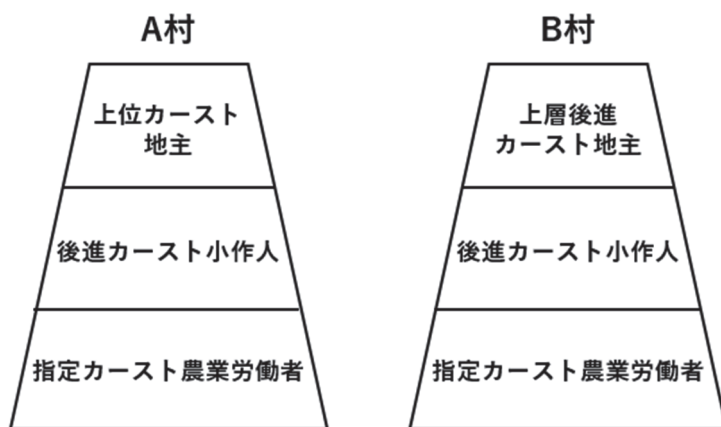 A村
上位カースト
地主
後進カースト小作人
指定カースト農業労働者
B村
上層後進
カースト地主
後進カースト小作人
指定カースト農業労働者